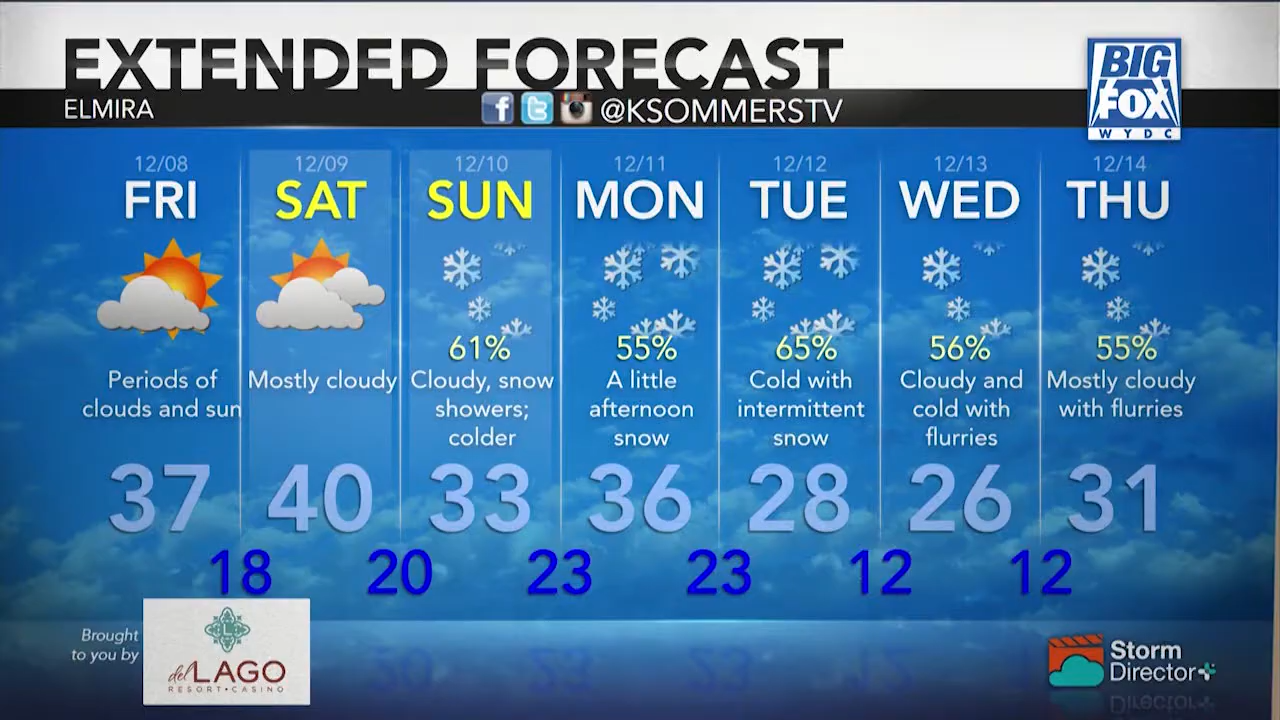 EXTENDED FORECAST
ELMIRA
@KSOMMERSTV
BIG
FOX
WYDC
12/08
FRI
Periods of
clouds and sun
37
12/09
SAT
Mostly cloudy
40
12/10
SUN
61%
Cloudy, snow
showers;
colder
33
12/11
MON
55%
A little
afternoon
snow
36
12/12
TUE
65%
Cold with
intermittent
snow
28
12/13
WED
56%
Cloudy and
cold with
flurries
26
12/14
THU
55%
Mostly cloudy
with flurries
31
18 20 23 23 12 12
Brought
to you by
L
del LAGO
RESORT • CASINO
Storm
Director+